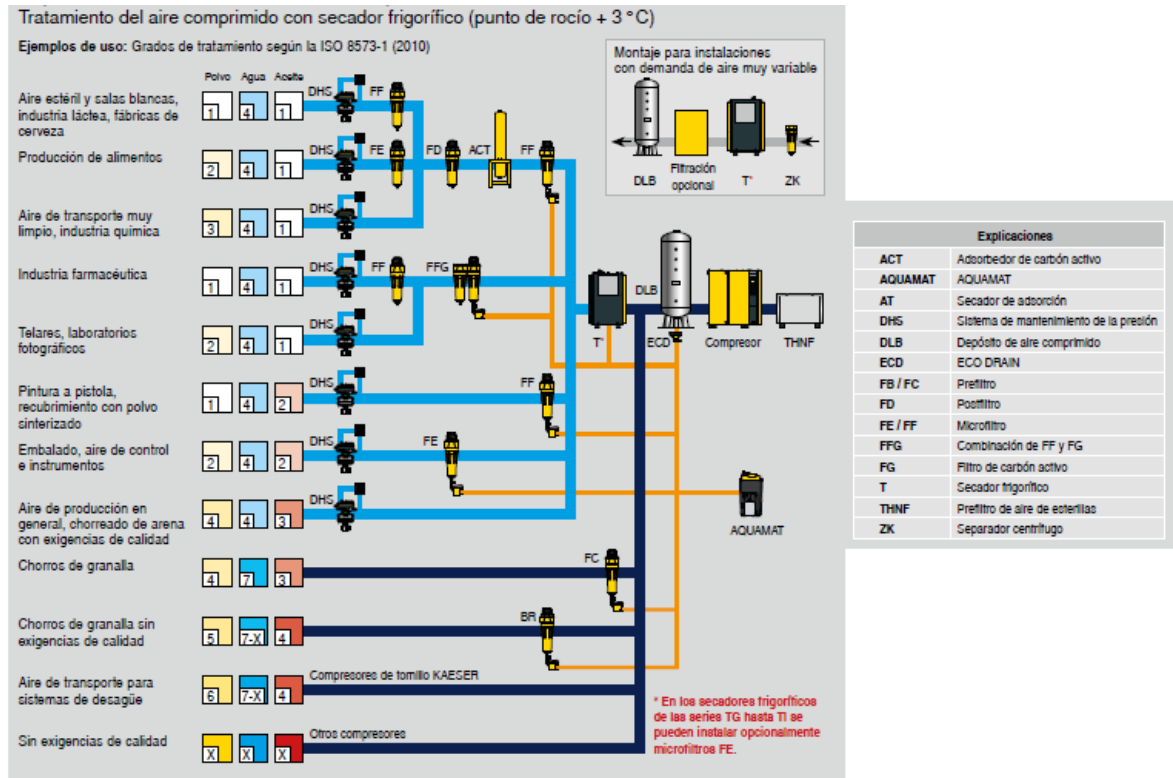 Tratamiento del aire comprimido con secador frigorífico (punto de rocío + 3 °C)
Ejemplos de uso: Grados de tratamiento según la ISO 8573-1 (2010)
Polvo Agua Aceite
Aire estéril y salas blancas,
industria láctea, fábricas de
cerveza
1 4 1
DHS FF
Producción de alimentos
2 4 1
DHS FE FD ACT FF
Aire de transporte muy
limpio, industria química
3 4 1
DHS
Industria farmacéutica
1 4 1
DHS FF FFG
Telares, laboratorios
fotográficos
2 4 1
DHS
Pintura a pistola,
recubrimiento con polvo
sinterizado
1 4 2
DHS FF
Embalado, aire de control
e instrumentos
2 4 2
DHS FE
Aire de producción en
general, chorreado de arena
con exigencias de calidad
4 4 3
DHS
Chorros de granalla
4 7 3
FC
Chorros de granalla sin
exigencias de calidad
5 7-X 4
BR
Aire de transporte para
sistemas de desagüe
6 7-X 4
Compresores de tornillo KAESER
Sin exigencias de calidad
X X X
Otros compresores
Montaje para instalaciones
con demanda de aire muy variable
DLB Filtración
opcional T* ZK
DLB
T* ECD Compresor THNF
AQUAMAT
* En los secadores frigoríficos
de las series TG hasta TI se
pueden instalar opcionalmente
microfiltros FE.
Explicaciones
ACT Adsorbedor de carbón activo
AQUAMAT AQUAMAT
AT Secador de adsorción
DHS Sistema de mantenimiento de la presión
DLB Depósito de aire comprimido
ECD ECO DRAIN
FB / FC Prefiltro
FD Postfiltro
FE / FF Microfiltro
FFG Combinación de FF y FG
FG Filtro de carbón activo
T Secador frigorífico
THNF Prefiltro de aire de esterillas
ZK Separador centrífugo